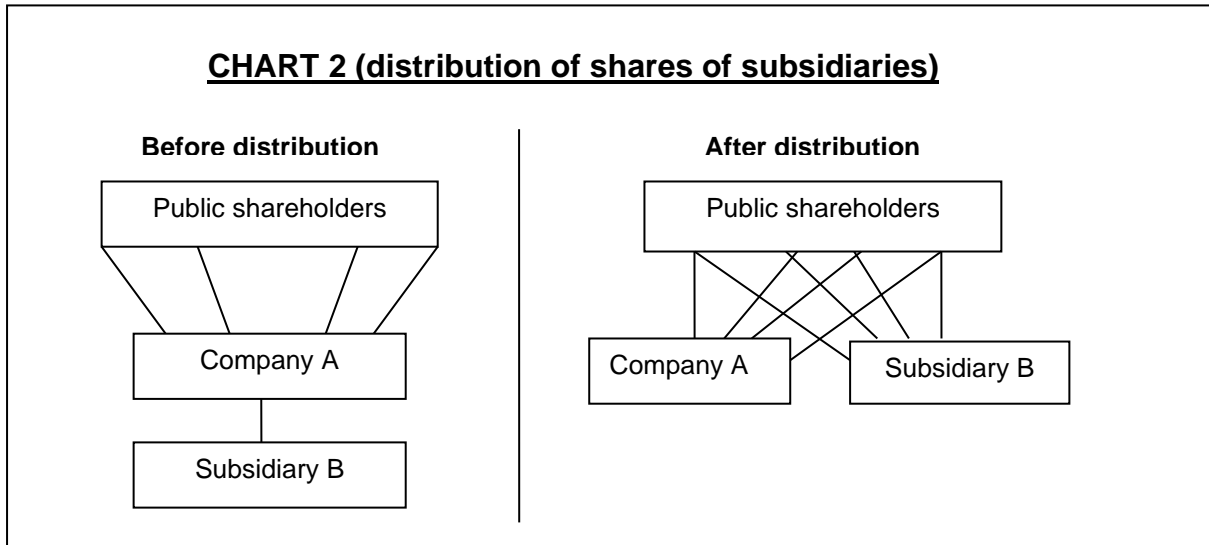 CHART 2 (distribution of shares of subsidiaries)
Before distribution
Public shareholders
Company A
Subsidiary B
After distribution
Public shareholders
Company A
Subsidiary B